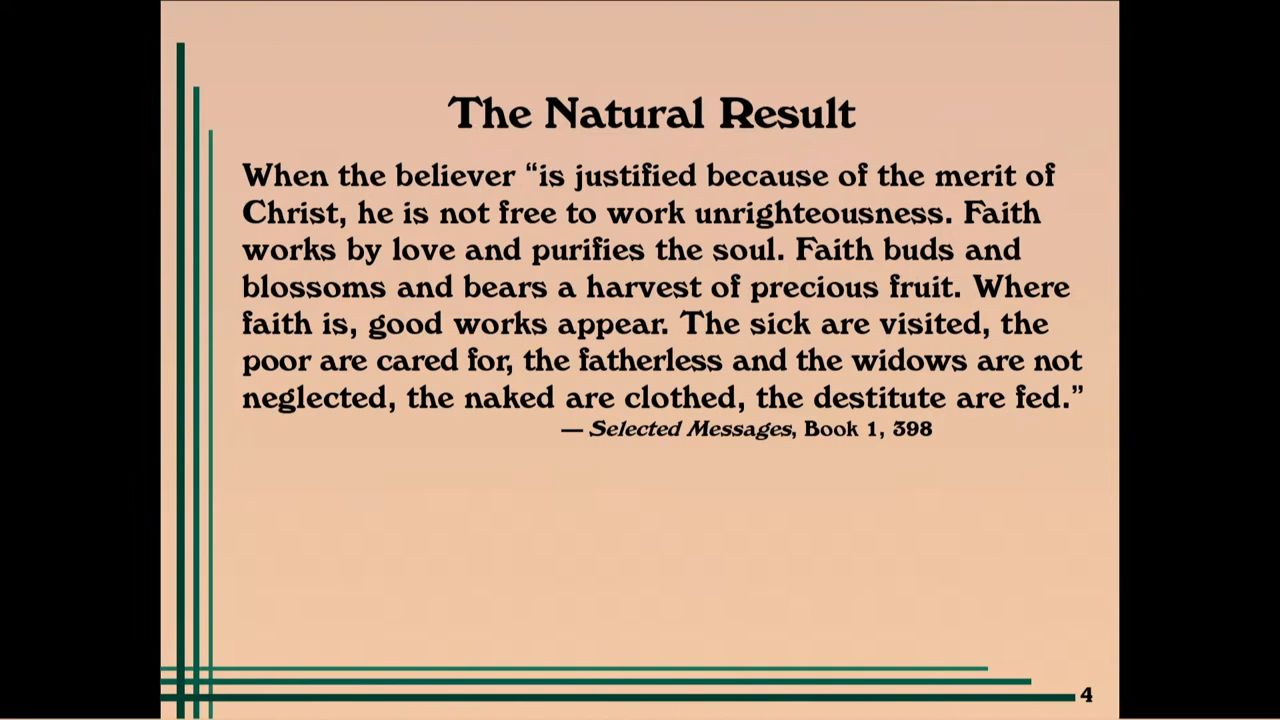 The Natural Result
When the believer “is justified because of the merit of
Christ, he is not free to work unrighteousness. Faith
works by love and purifies the soul. Faith buds and
blossoms and bears a harvest of precious fruit. Where
faith is, good works appear. The sick are visited, the
poor are cared for, the fatherless and the widows are not
neglected, the naked are clothed, the destitute are fed.”
— Selected Messages, Book 1, 398
4